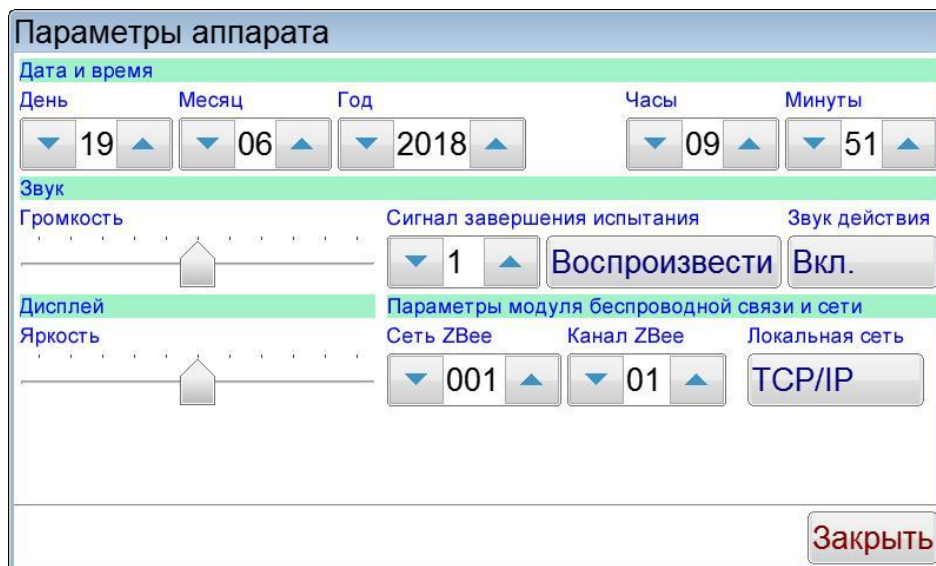 Параметры аппарата
Дата и время
День Месяц Год Часы Минуты
19 06 2018 09 51
Звук
Громкость Сигнал завершения испытания Звук действия
1 Воспроизвести Вкл.
Дисплей Параметры модуля беспроводной связи и сети
Яркость Сеть ZBee Канал ZBee Локальная сеть
001 01 TCP/IP
Закрыть